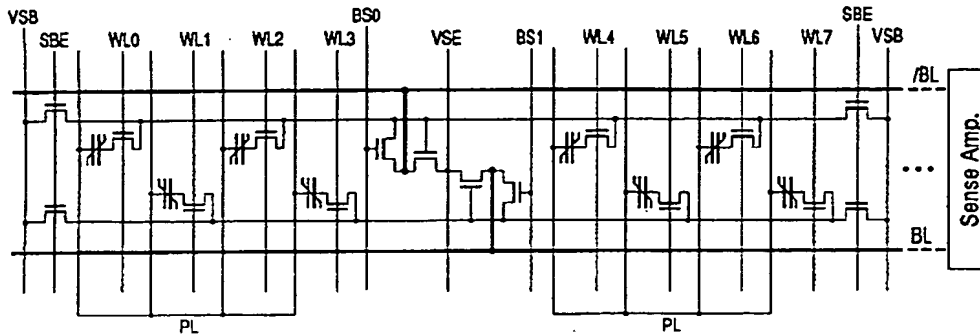 VSB SBE WL0 WL1 WL2 WL3 BS0 VSE BS1 WL4 WL5 WL6 WL7 SBE VSB
/BL
Sense Amp.
BL
PL PL